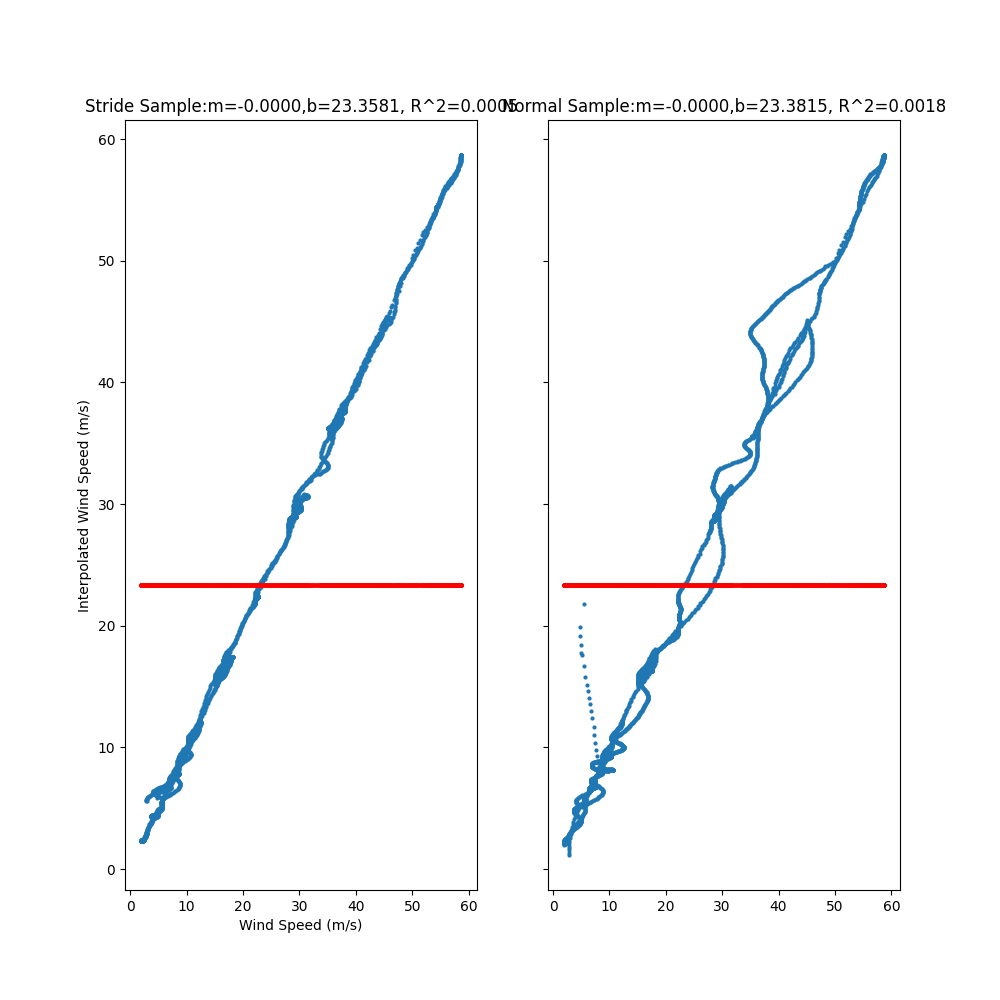 Stride Sample:m=-0.0000,b=23.3581, R^2=0.0005
Normal Sample:m=-0.0000,b=23.3815, R^2=0.0018
60
50
40
30
20
10
0
Interpolated Wind Speed (m/s)
0 10 20 30 40 50 60
0 10 20 30 40 50 60
Wind Speed (m/s)